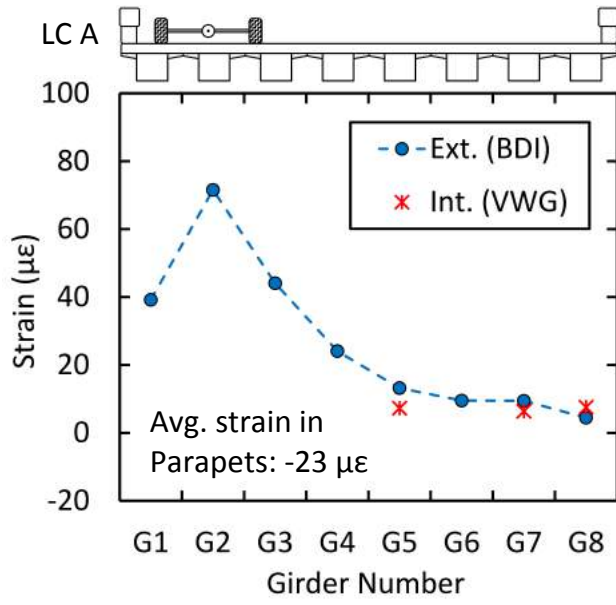 LC A
100
80
60
40
20
0
-20
Strain (με)
Ext. (BDI)
Int. (VWG)
Avg. strain in
Parapets: -23 με
G1 G2 G3 G4 G5 G6 G7 G8
Girder Number